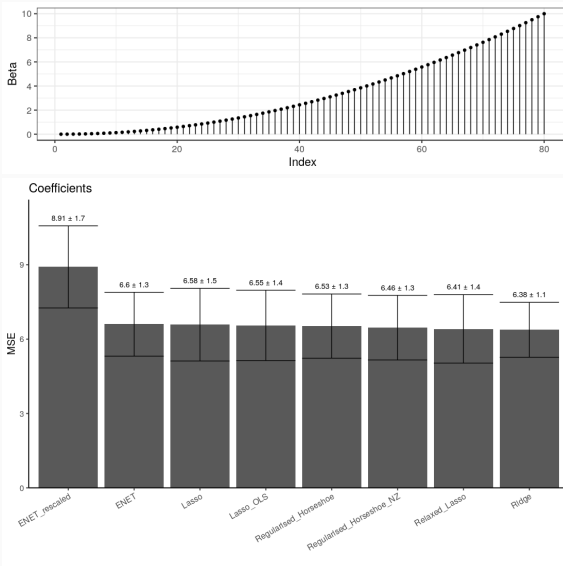 10
8
6
4
2
0
Beta
0 20 40 60 80
Index
Coefficients
8.91 ± 1.7
6.6 ± 1.3
6.58 ± 1.5
6.55 ± 1.4
6.53 ± 1.3
6.46 ± 1.3
6.41 ± 1.4
6.38 ± 1.1
9
6
3
0
MSE
ENET_rescaled
ENET
Lasso
Lasso_OLS
Regularised_Horseshoe
Regularised_Horseshoe_NZ
Relaxed_Lasso
Ridge